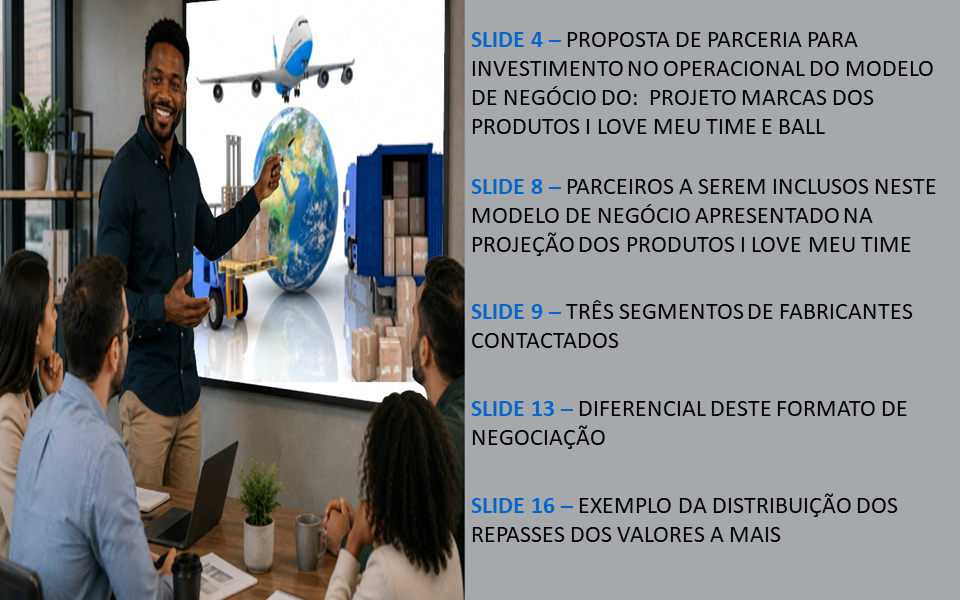 SLIDE 4 – PROPOSTA DE PARCERIA PARA
INVESTIMENTO NO OPERACIONAL DO MODELO
DE NEGÓCIO DO: PROJETO MARCAS DOS
PRODUTOS I LOVE MEU TIME E BALL
SLIDE 8 – PARCEIROS A SEREM INCLUSOS NESTE
MODELO DE NEGÓCIO APRESENTADO NA
PROJEÇÃO DOS PRODUTOS I LOVE MEU TIME
SLIDE 9 – TRÊS SEGMENTOS DE FABRICANTES
CONTACTADOS
SLIDE 13 – DIFERENCIAL DESTE FORMATO DE
NEGOCIAÇÃO
SLIDE 16 – EXEMPLO DA DISTRIBUIÇÃO DOS
REPASSES DOS VALORES A MAIS